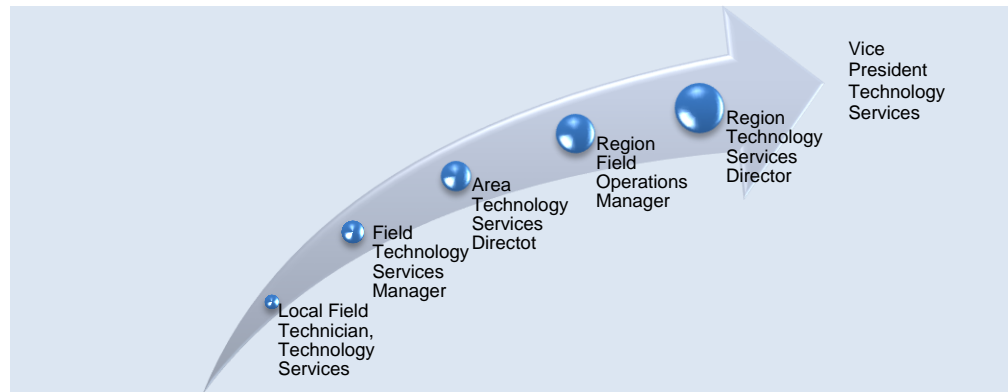 Vice
President
Technology
Services
Region
Technology
Services
Director
Region
Field
Operations
Manager
Area
Technology
Services
Directot
Field
Technology
Services
Manager
Local Field
Technician,
Technology
Services